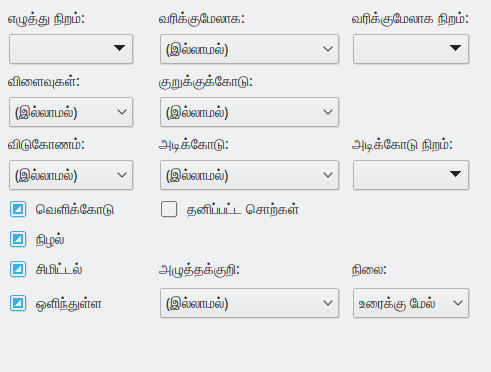 எழுத்து நிறம்: வரிக்குமேலாக: வரிக்குமேலாக நிறம்:
(இல்லாமல்)
விளைவுகள்: குறுக்குக்கோடு:
(இல்லாமல்) (இல்லாமல்)
விடுகோணம்: அடிக்கோடு: அடிக்கோடு நிறம்:
(இல்லாமல்) (இல்லாமல்)
வெளிக்கோடு தனிப்பட்ட சொற்கள்
நிழல்
சிமிட்டல் அழுத்தக்குறி: நிலை:
ஒளிந்துள்ள (இல்லாமல்) உரைக்கு மேல்